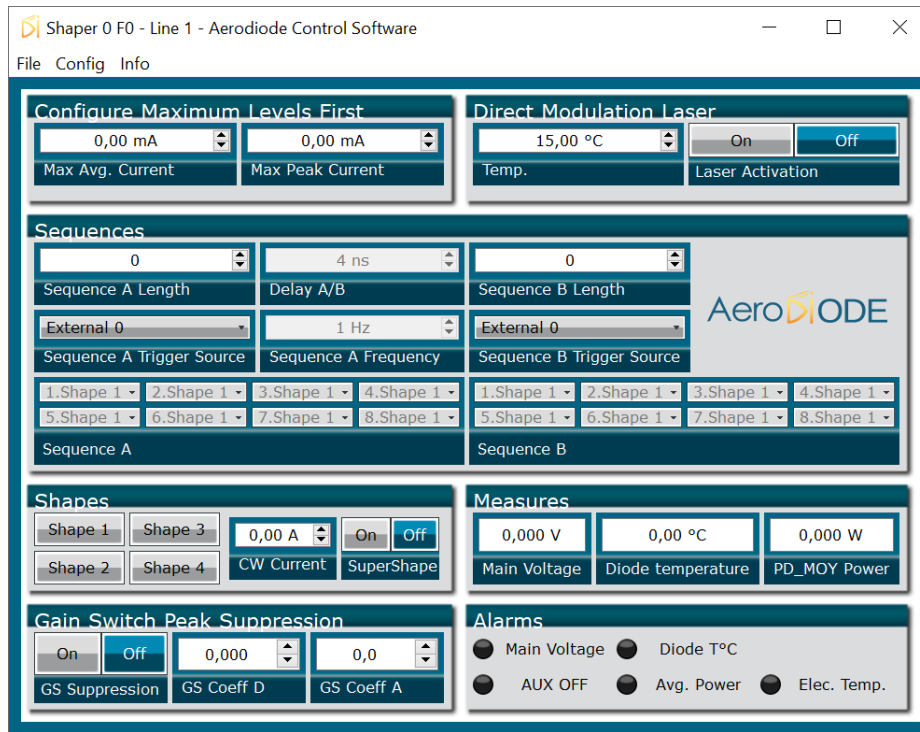 Shaper 0 F0 - Line 1 - Aerodiode Control Software
File Config Info
Configure Maximum Levels First
0,00 mA 0,00 mA
Max Avg. Current Max Peak Current
Direct Modulation Laser
15,00 °C On Off
Temp. Laser Activation
Sequences
0 4 ns 0
Sequence A Length Delay A/B Sequence B Length
AeroDIODE
External 0 1 Hz External 0
Sequence A Trigger Source Sequence A Frequency Sequence B Trigger Source
1.Shape 1 2.Shape 1 3.Shape 1 4.Shape 1 1.Shape 1 2.Shape 1 3.Shape 1 4.Shape 1
5.Shape 1 6.Shape 1 7.Shape 1 8.Shape 1 5.Shape 1 6.Shape 1 7.Shape 1 8.Shape 1
Sequence A Sequence B
Shapes
Shape 1 Shape 3 0,00 A On Off
Shape 2 Shape 4 CW Current SuperShape
Measures
0,000 V 0,00 °C 0,000 W
Main Voltage Diode temperature PD_MOY Power
Gain Switch Peak Suppression
On Off 0,000 0,0
GS Suppression GS Coeff D GS Coeff A
Alarms
Main Voltage Diode T°C
AUX OFF Avg. Power Elec. Temp.